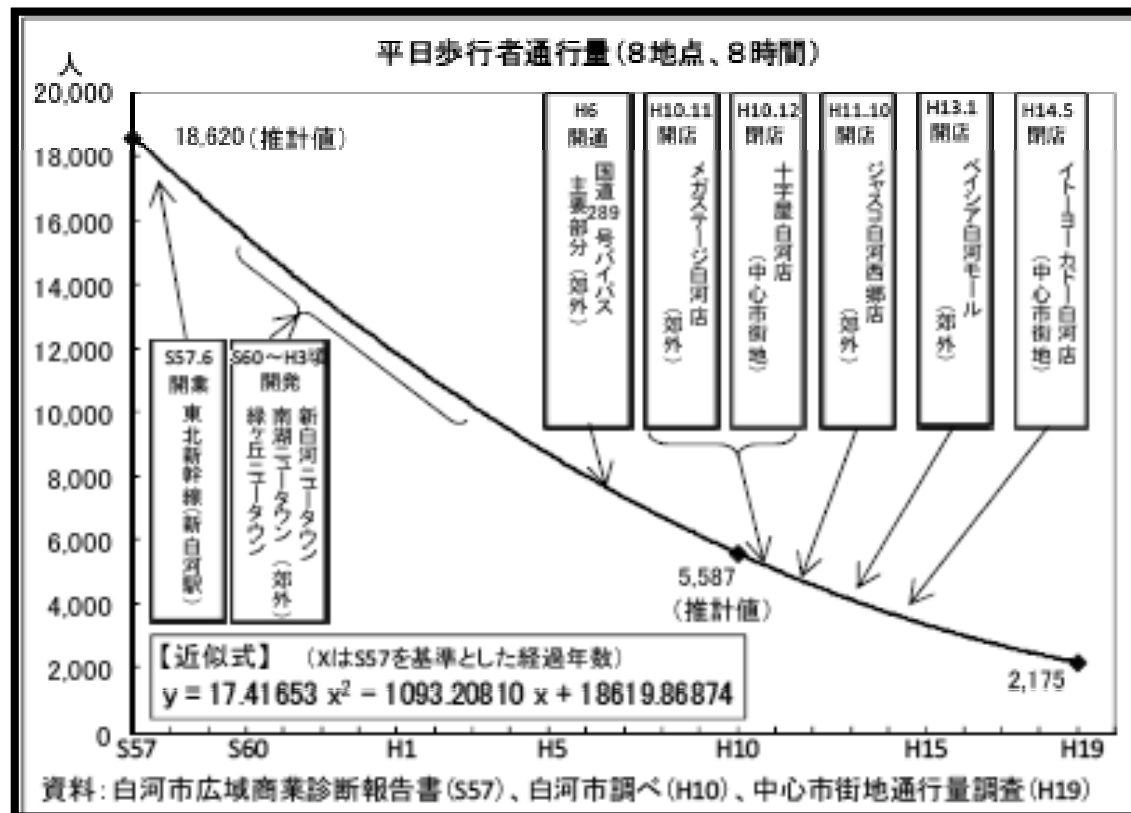 平日歩行者通行量(8地点、8時間)
人
20,000
18,000
16,000
14,000
12,000
10,000
8,000
6,000
4,000
2,000
0
18,620(推計値)
S57.6
開業
東北新幹線(新白河駅)
S60～H3頃
開発
新白河ニュータウン
南湖ニュータウン(郊外)
緑ヶ丘ニュータウン
H6
開通
国道289号バイパス
主要部分(郊外)
H10.11
開店
メガステージ白河店
(郊外)
H10.12
閉店
十字屋白河店
(中心市街地)
H11.10
開店
ジャスコ白河西郷店
(郊外)
H13.1
開店
ベイシア白河モール
(郊外)
H14.5
閉店
イトーヨーカドー白河店
(中心市街地)
5,587
(推計値)
2,175
【近似式】 (XはS57を基準とした経過年数)
y = 17.41653 x² − 1093.20810 x + 18619.86874
S57 S60 H1 H5 H10 H15 H19
資料:白河市広域商業診断報告書(S57)、白河市調べ(H10)、中心市街地通行量調査(H19)